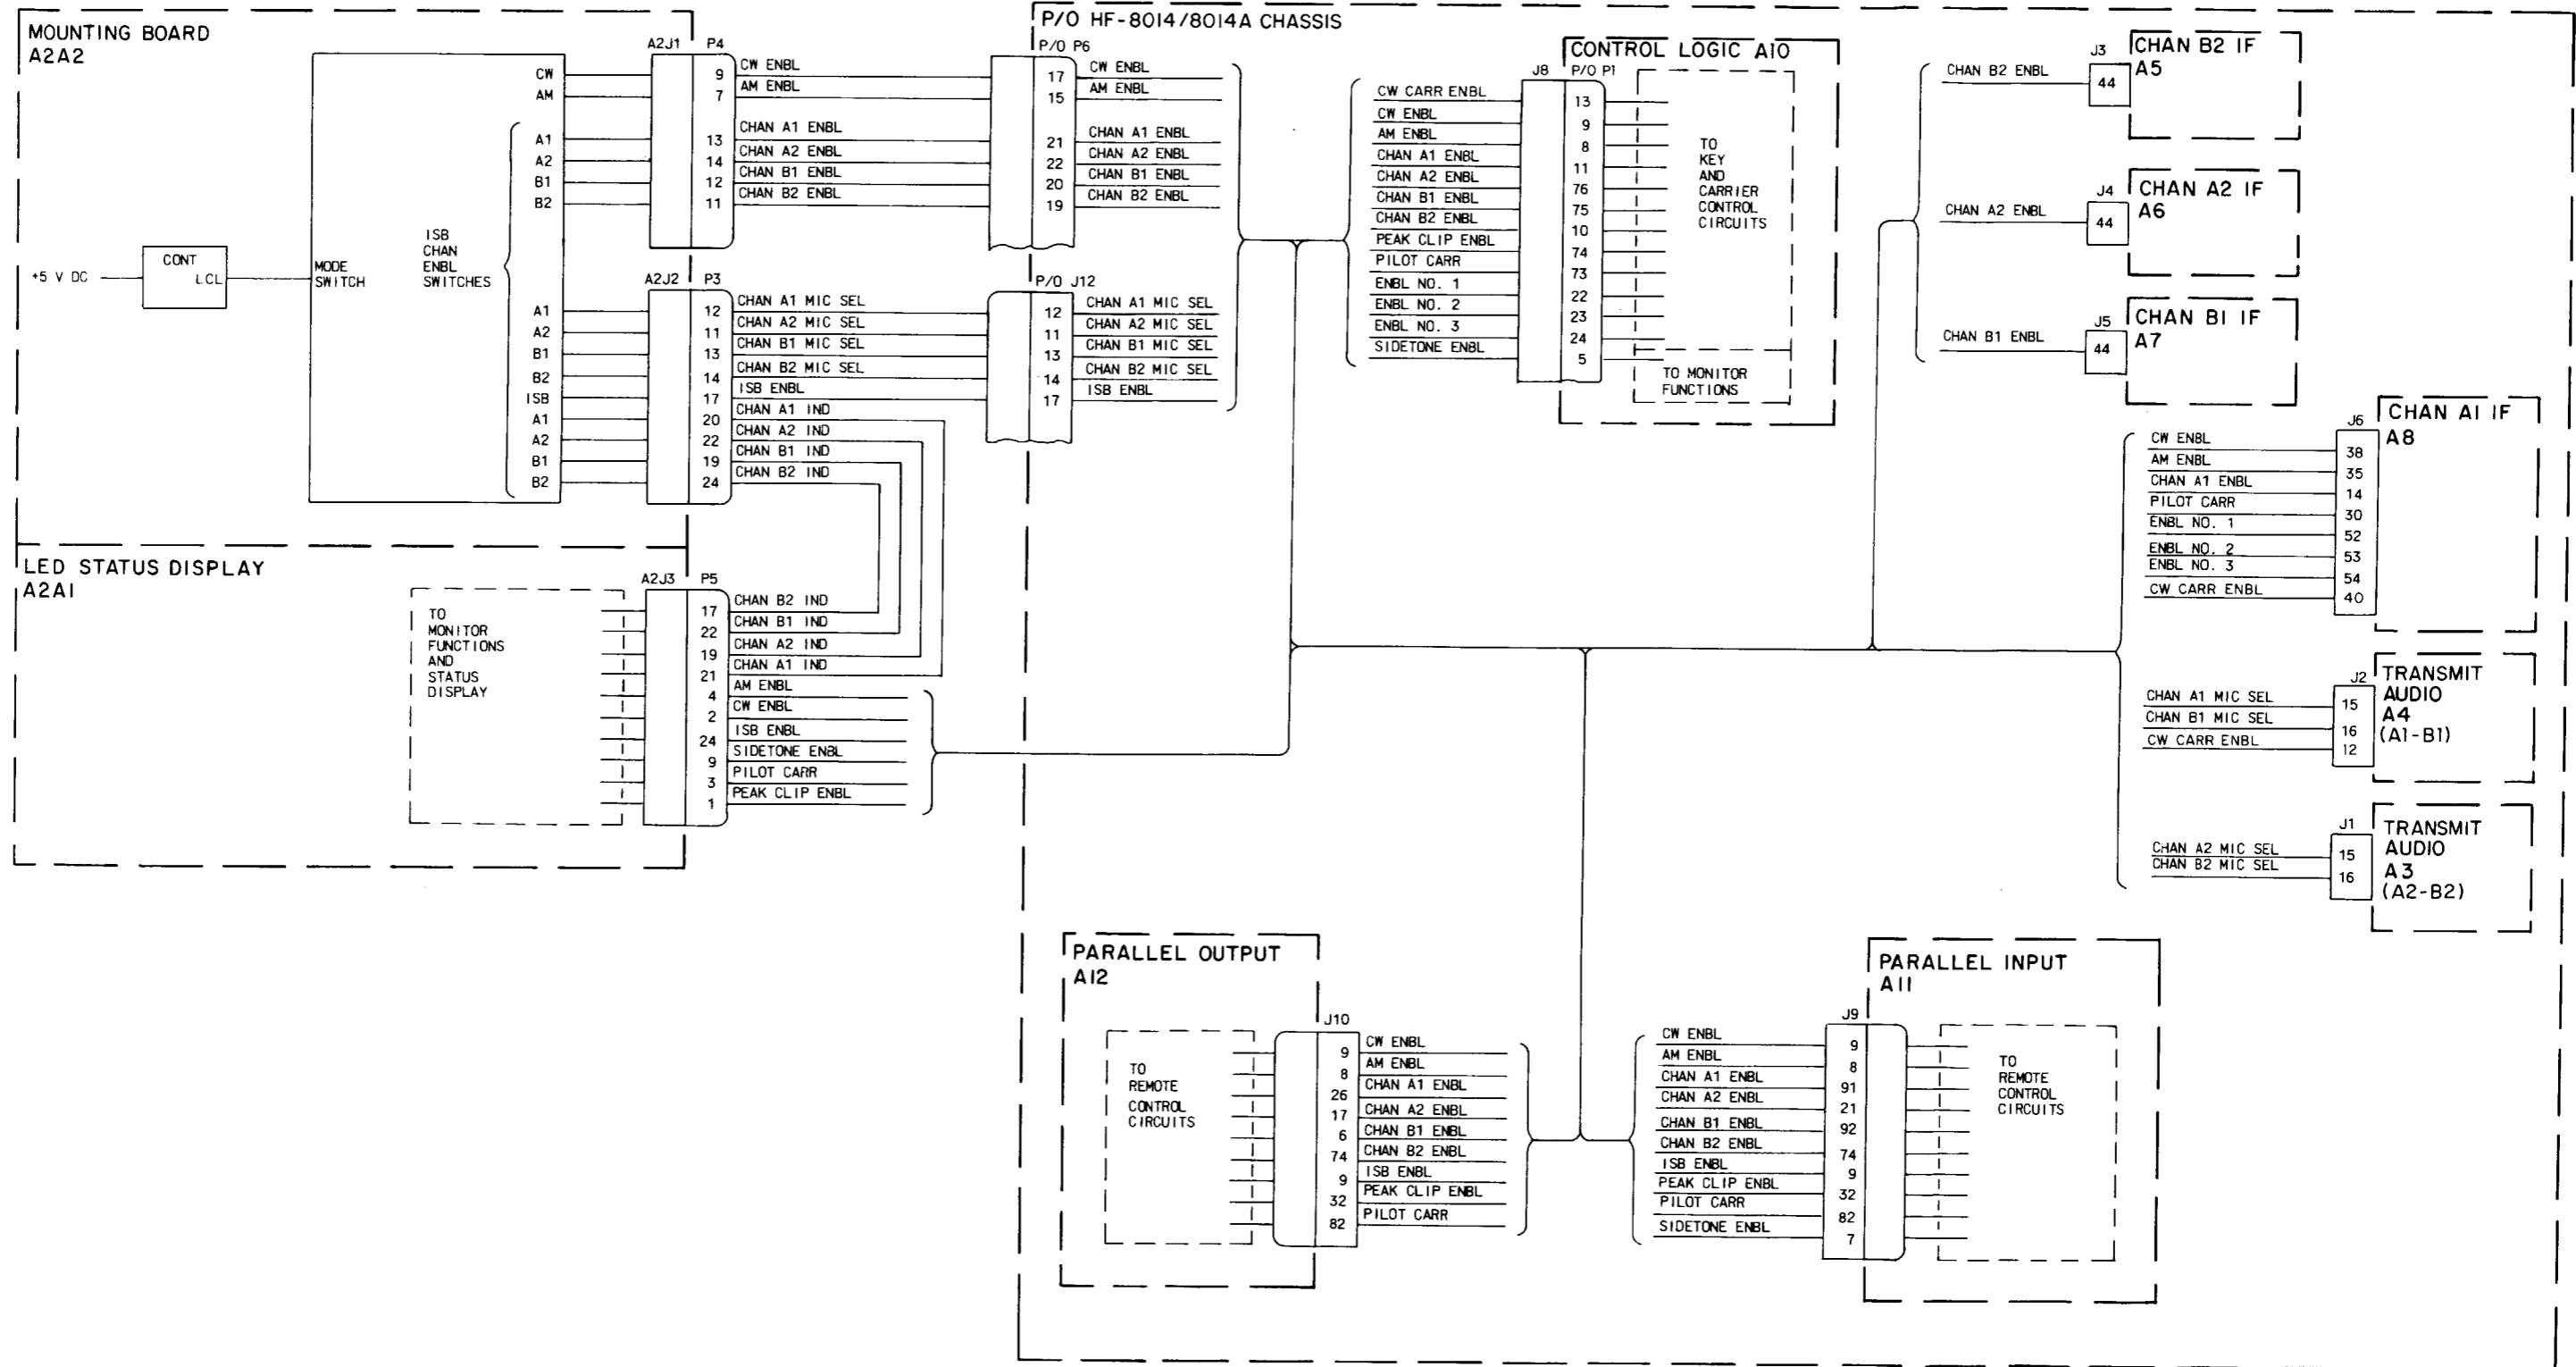 MOUNTING BOARD
A2A2
+5 V DC
CONT
LCL
MODE
SWITCH
ISB
CHAN
ENBL
SWITCHES
CW
AM
A1
A2
B1
B2
A1
A2
B1
B2
ISB
A1
A2
B1
B2
A2J1 P4
9 CW ENBL
7 AM ENBL
13 CHAN A1 ENBL
14 CHAN A2 ENBL
12 CHAN B1 ENBL
11 CHAN B2 ENBL
A2J2 P3
12 CHAN A1 MIC SEL
11 CHAN A2 MIC SEL
13 CHAN B1 MIC SEL
14 CHAN B2 MIC SEL
17 ISB ENBL
20 CHAN A1 IND
22 CHAN A2 IND
19 CHAN B1 IND
24 CHAN B2 IND
LED STATUS DISPLAY
A2A1
TO
MONITOR
FUNCTIONS
AND
STATUS
DISPLAY
A2J3 P5
17 CHAN B2 IND
22 CHAN B1 IND
19 CHAN A2 IND
21 CHAN A1 IND
4 AM ENBL
2 CW ENBL
24 ISB ENBL
9 SIDETONE ENBL
3 PILOT CARR
1 PEAK CLIP ENBL
P/O HF-8014/8014A CHASSIS
P/O P6
17 CW ENBL
15 AM ENBL
21 CHAN A1 ENBL
22 CHAN A2 ENBL
20 CHAN B1 ENBL
19 CHAN B2 ENBL
P/O J12
12 CHAN A1 MIC SEL
11 CHAN A2 MIC SEL
13 CHAN B1 MIC SEL
14 CHAN B2 MIC SEL
17 ISB ENBL
CONTROL LOGIC A10
J8 P/O P1
CW CARR ENBL 13
CW ENBL 9
AM ENBL 8
CHAN A1 ENBL 11
CHAN A2 ENBL 76
CHAN B1 ENBL 75
CHAN B2 ENBL 10
PEAK CLIP ENBL 74
PILOT CARR 73
ENBL NO. 1 22
ENBL NO. 2 23
ENBL NO. 3 24
SIDETONE ENBL 5
TO
KEY
AND
CARRIER
CONTROL
CIRCUITS
TO MONITOR
FUNCTIONS
CHAN B2 ENBL
J3
44
CHAN B2 IF
A5
CHAN A2 ENBL
J4
44
CHAN A2 IF
A6
CHAN B1 ENBL
J5
44
CHAN B1 IF
A7
J6
CHAN A1 IF
A8
CW ENBL 38
AM ENBL 35
CHAN A1 ENBL 14
PILOT CARR 30
ENBL NO. 1 52
ENBL NO. 2 53
ENBL NO. 3 54
CW CARR ENBL 40
J2
TRANSMIT
AUDIO
A4
(A1-B1)
CHAN A1 MIC SEL 15
CHAN B1 MIC SEL 16
CW CARR ENBL 12
J1
TRANSMIT
AUDIO
A3
(A2-B2)
CHAN A2 MIC SEL 15
CHAN B2 MIC SEL 16
PARALLEL OUTPUT
A12
TO
REMOTE
CONTROL
CIRCUITS
J10
9 CW ENBL
8 AM ENBL
26 CHAN A1 ENBL
17 CHAN A2 ENBL
6 CHAN B1 ENBL
74 CHAN B2 ENBL
9 ISB ENBL
32 PEAK CLIP ENBL
82 PILOT CARR
PARALLEL INPUT
A11
J9
CW ENBL 9
AM ENBL 8
CHAN A1 ENBL 91
CHAN A2 ENBL 21
CHAN B1 ENBL 92
CHAN B2 ENBL 74
ISB ENBL 9
PEAK CLIP ENBL 32
PILOT CARR 82
SIDETONE ENBL 7
TO
REMOTE
CONTROL
CIRCUITS